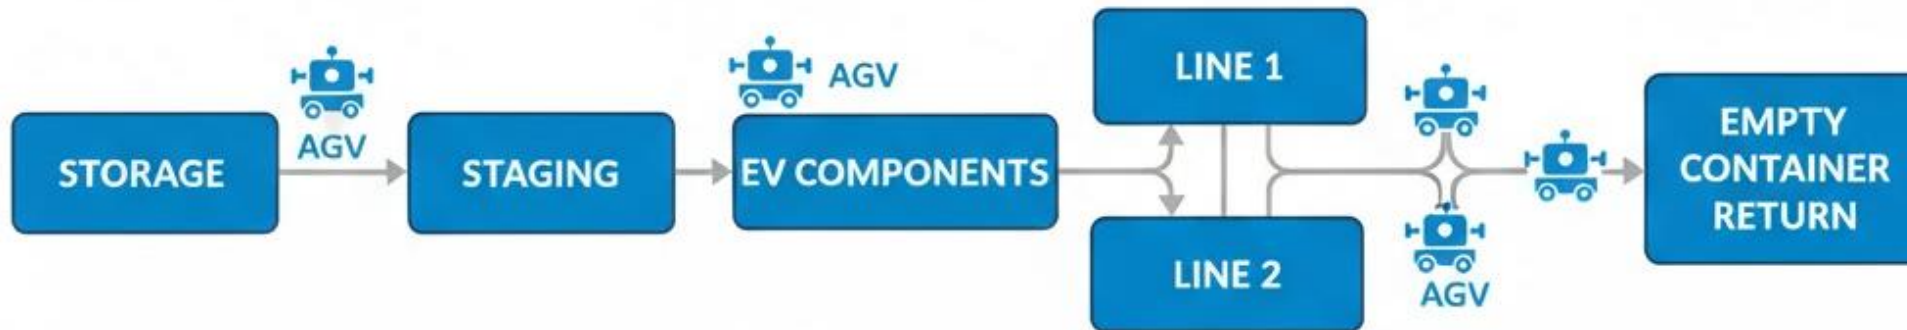 STORAGE
AGV
STAGING
AGV
EV COMPONENTS
LINE 1
LINE 2
AGV
EMPTY
CONTAINER
RETURN